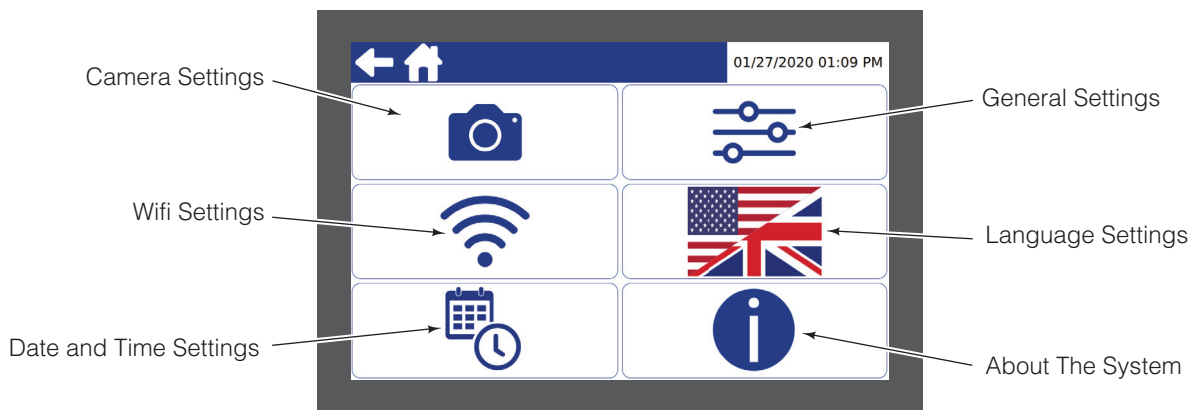 01/27/2020 01:09 PM
Camera Settings
General Settings
Wifi Settings
Language Settings
Date and Time Settings
About The System